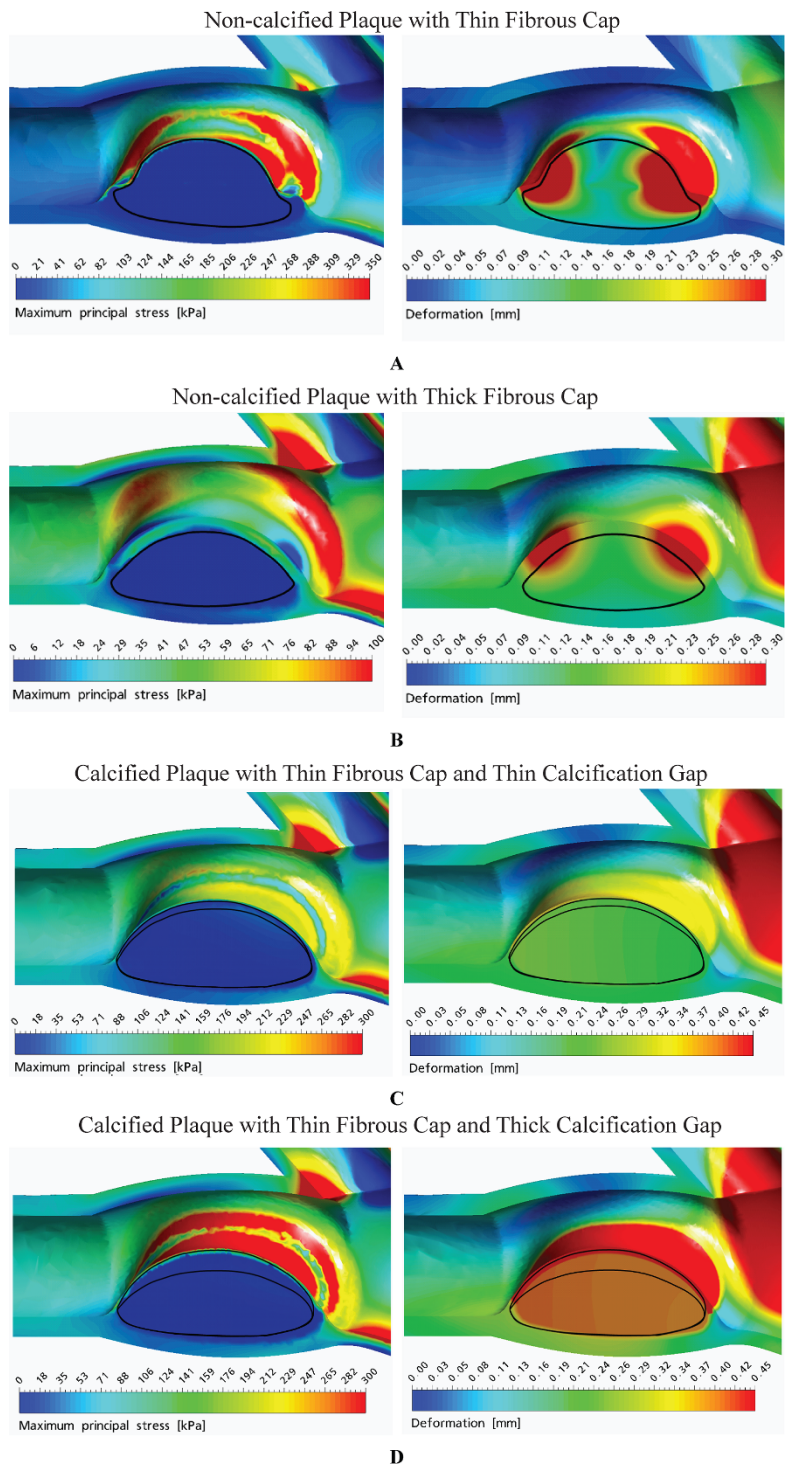 Non-calcified Plaque with Thin Fibrous Cap
0 21 41 62 82 103 124 144 165 185 206 226 247 268 288 309 329 350
Maximum principal stress [kPa]
0.00 0.02 0.04 0.05 0.07 0.09 0.11 0.12 0.14 0.16 0.18 0.19 0.21 0.23 0.25 0.26 0.28 0.30
Deformation [mm]
A
Non-calcified Plaque with Thick Fibrous Cap
0 6 12 18 24 29 35 41 47 53 59 65 71 76 82 88 94 100
Maximum principal stress [kPa]
0.00 0.02 0.04 0.05 0.07 0.09 0.11 0.12 0.14 0.16 0.18 0.19 0.21 0.23 0.25 0.26 0.28 0.30
Deformation [mm]
B
Calcified Plaque with Thin Fibrous Cap and Thin Calcification Gap
0 18 35 53 71 88 106 124 141 159 176 194 212 229 247 265 282 300
Maximum principal stress [kPa]
0.00 0.03 0.05 0.08 0.11 0.13 0.16 0.19 0.21 0.24 0.26 0.29 0.32 0.34 0.37 0.40 0.42 0.45
Deformation [mm]
C
Calcified Plaque with Thin Fibrous Cap and Thick Calcification Gap
0 18 35 53 71 88 106 124 141 159 176 194 212 229 247 265 282 300
Maximum principal stress [kPa]
0.00 0.03 0.05 0.08 0.11 0.13 0.16 0.19 0.21 0.24 0.26 0.29 0.32 0.34 0.37 0.40 0.42 0.45
Deformation [mm]
D